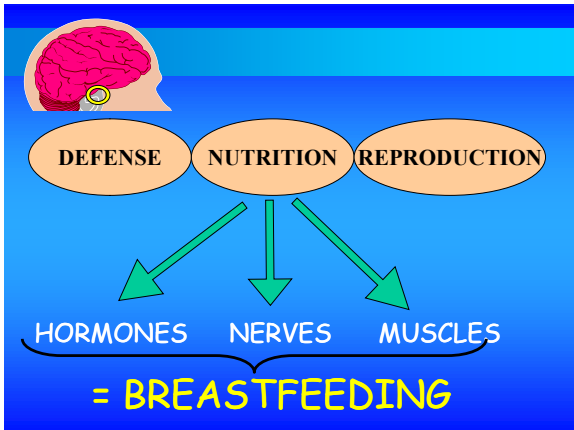 DEFENSE NUTRITION REPRODUCTION
HORMONES NERVES MUSCLES
= BREASTFEEDING